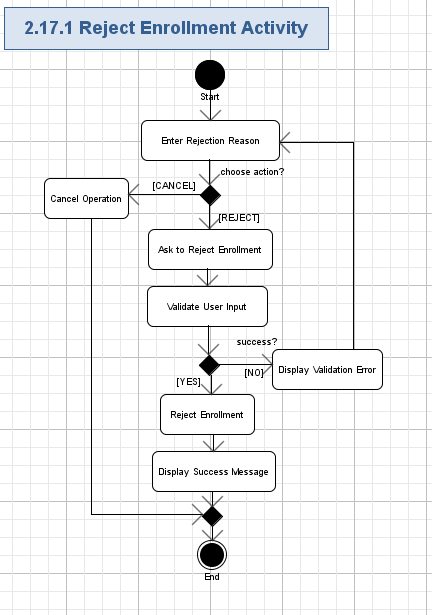 2.17.1 Reject Enrollment Activity
Start
Enter Rejection Reason
choose action?
[CANCEL]
Cancel Operation
[REJECT]
Ask to Reject Enrollment
Validate User Input
success?
[NO]
Display Validation Error
[YES]
Reject Enrollment
Display Success Message
End